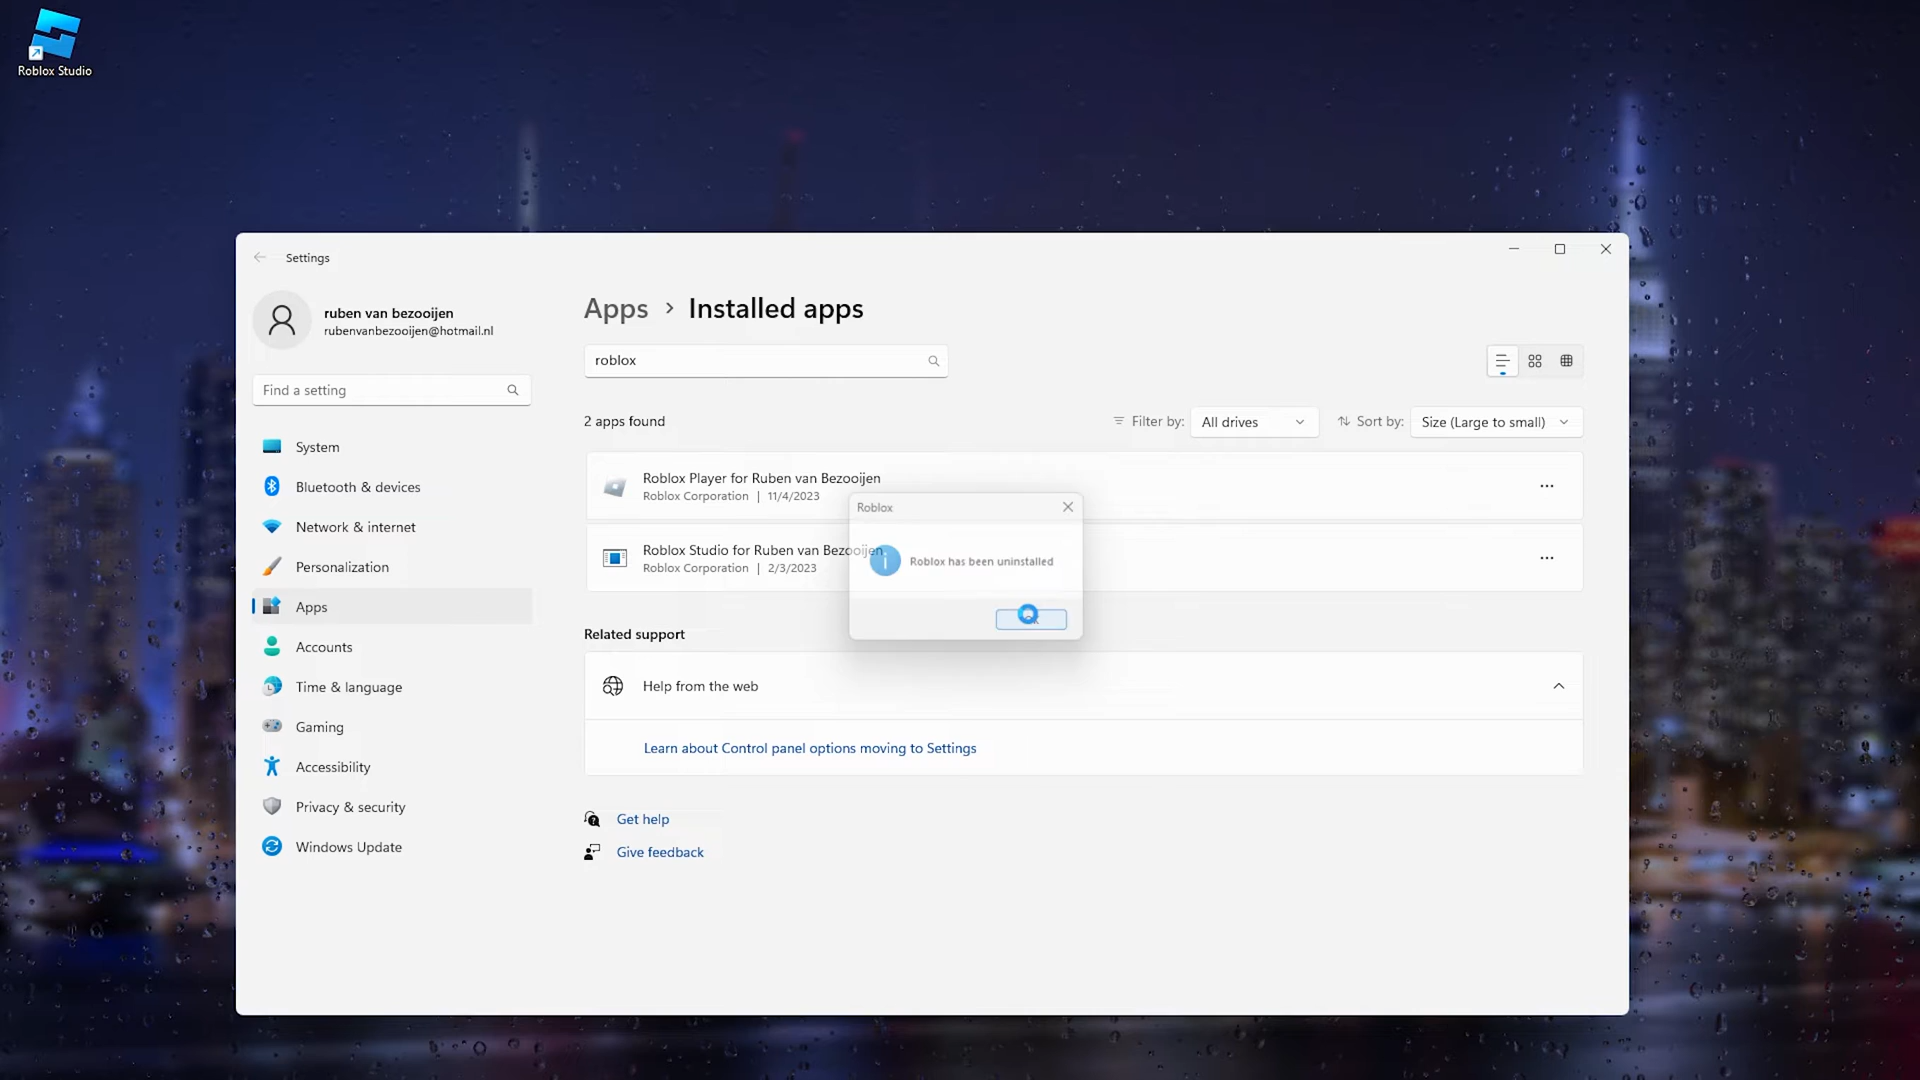 Roblox Studio
Settings
ruben van bezooijen
rubenvanbezooijen@hotmail.nl
Find a setting
System
Bluetooth & devices
Network & internet
Personalization
Apps
Accounts
Time & language
Gaming
Accessibility
Privacy & security
Windows Update
Apps > Installed apps
roblox
2 apps found
Filter by: All drives
Sort by: Size (Large to small)
Roblox Player for Ruben van Bezooijen
Roblox Corporation | 11/4/2023
Roblox Studio for Ruben van Bezooijen
Roblox Corporation | 2/3/2023
Roblox
Roblox has been uninstalled
Related support
Help from the web
Learn about Control panel options moving to Settings
Get help
Give feedback